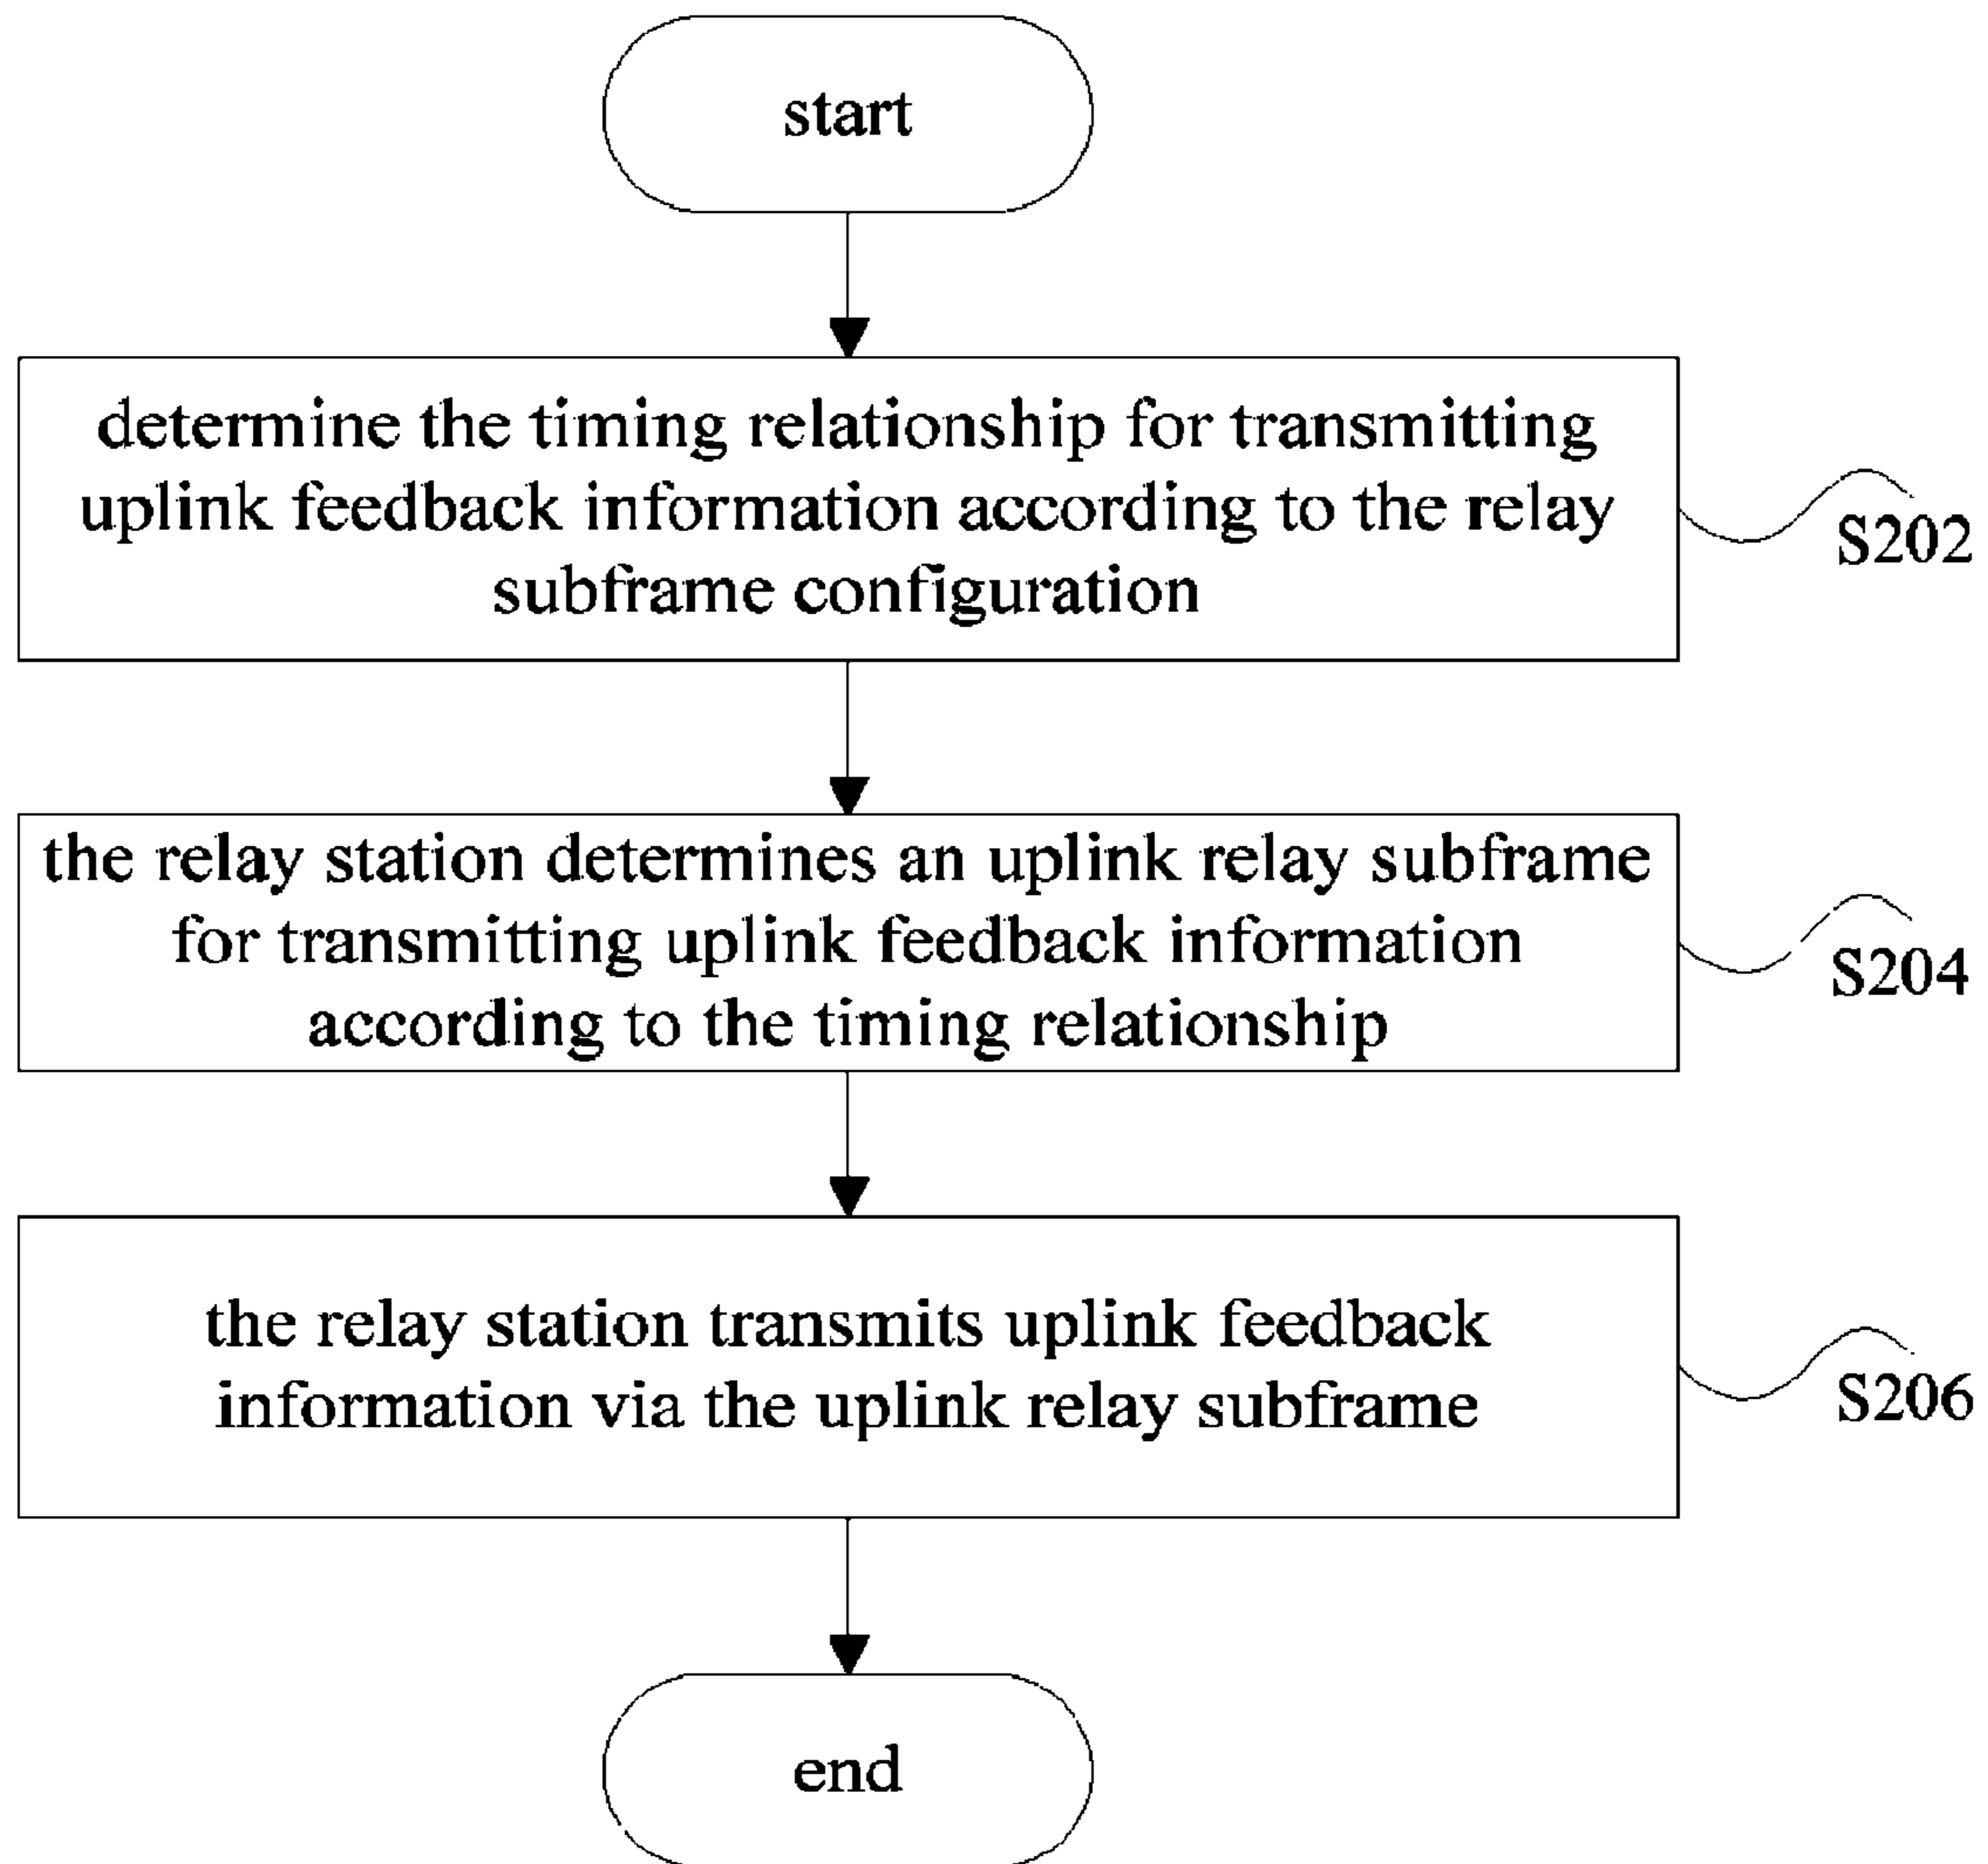 start
determine the timing relationship for transmitting
uplink feedback information according to the relay
subframe configuration
S202
the relay station determines an uplink relay subframe
for transmitting uplink feedback information
according to the timing relationship
S204
the relay station transmits uplink feedback
information via the uplink relay subframe
S206
end